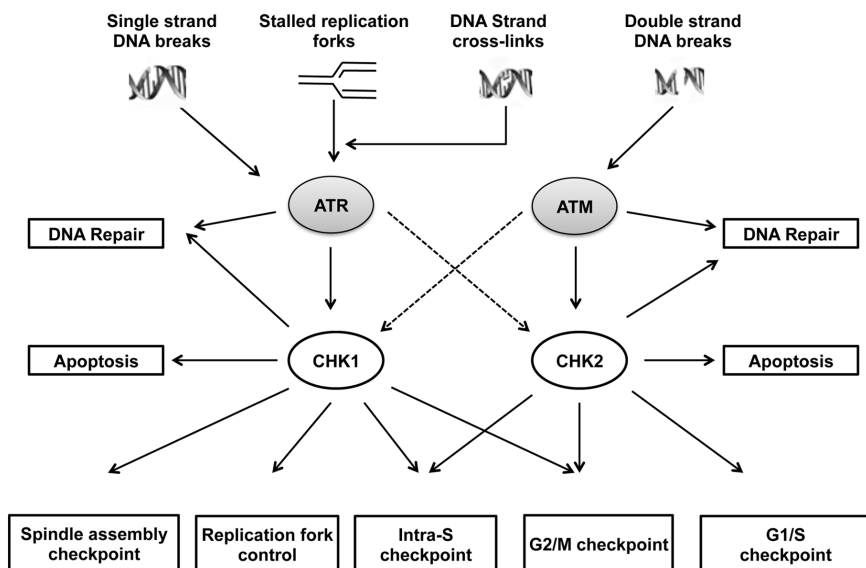 Single strand
DNA breaks
Stalled replication
forks
DNA Strand
cross-links
Double strand
DNA breaks
ATR
ATM
DNA Repair
DNA Repair
Apoptosis
CHK1
CHK2
Apoptosis
Spindle assembly
checkpoint
Replication fork
control
Intra-S
checkpoint
G2/M checkpoint
G1/S
checkpoint